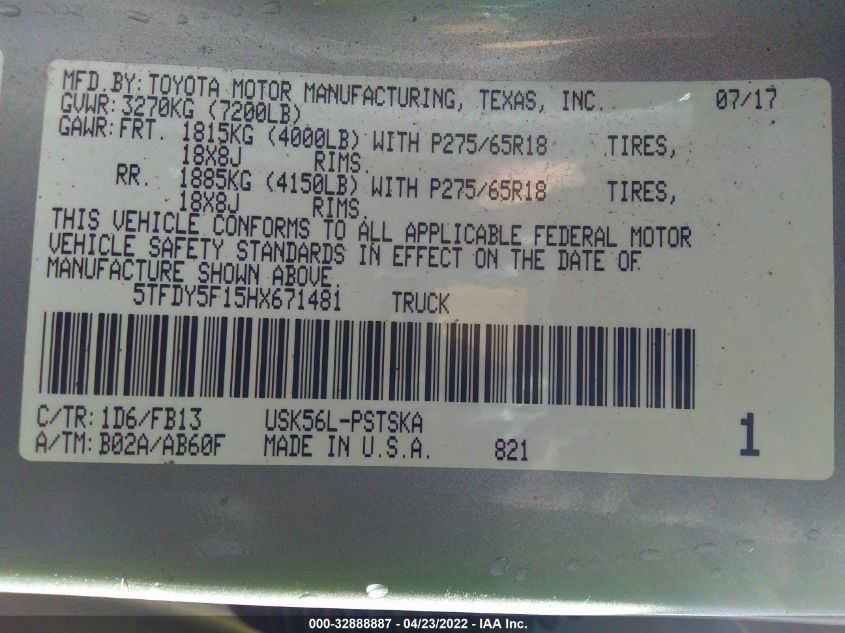 MFD.BY: TOYOTA MOTOR MANUFACTURING, TEXAS, INC. 07/17
GVWR: 3270KG (7200LB)
GAWR: FRT. 1815KG (4000LB) WITH P275/65R18 TIRES,
18X8J RIMS.
RR. 1885KG (4150LB) WITH P275/65R18 TIRES,
18X8J RIMS.
THIS VEHICLE CONFORMS TO ALL APPLICABLE FEDERAL MOTOR
VEHICLE SAFETY STANDARDS IN EFFECT ON THE DATE OF
MANUFACTURE SHOWN ABOVE.
5TFDY5F15HX671481 TRUCK
C/TR: 1D6/FB13 USK56L-PSTSKA
A/TM: B02A/AB60F MADE IN U.S.A. 821 1
000-32888887 - 04/23/2022 - IAA Inc.